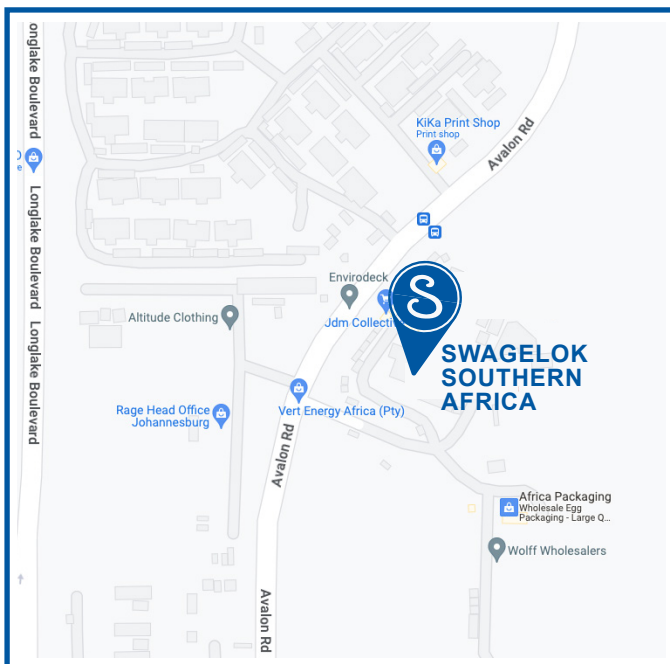 onglake Boulevard
KiKa Print Shop
Print shop
Avalon Rd
Longlake Boulevard
Envirodeck
S
Altitude Clothing
Jdm Collecti
Longlake Boulevard
SWAGELOK
SOUTHERN
AFRICA
Rage Head Office
Johannesburg
Vert Energy Africa (Pty)
Avalon Rd
Africa Packaging
Wholesale Egg
Packaging - Large Q...
Wolff Wholesalers
Avalon Rd